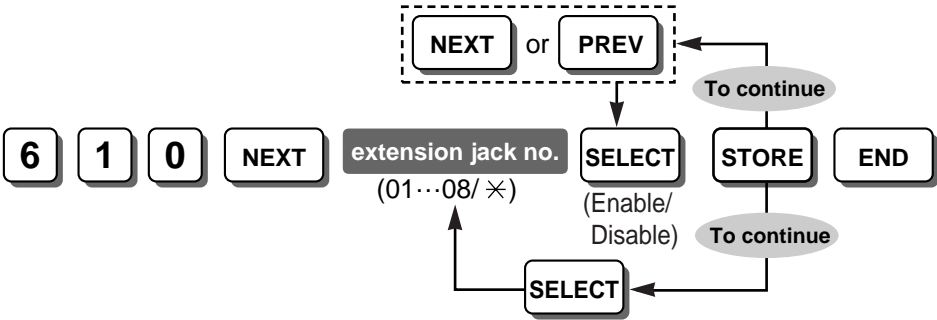 NEXT or PREV
To continue
6 1 0 NEXT extension jack no. SELECT STORE END
(01···08/ ✳)
(Enable/
Disable)
To continue
SELECT